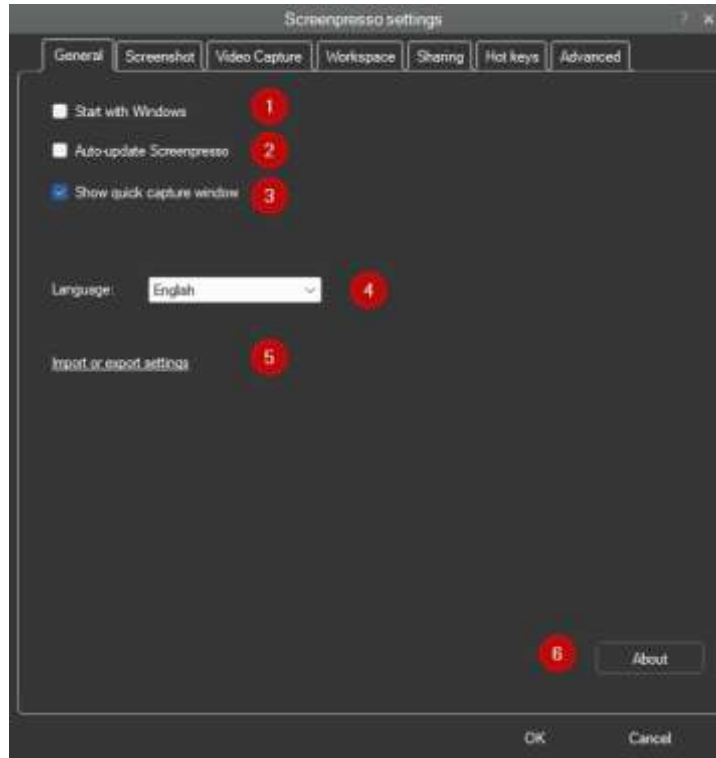 Screenpresso settings ? ×
General Screenshot Video Capture Workspace Sharing Hot keys Advanced
Start with Windows 1
Auto-update Screenpresso 2
Show quick capture window 3
Language: English 4
Import or export settings 5
6 About
OK Cancel